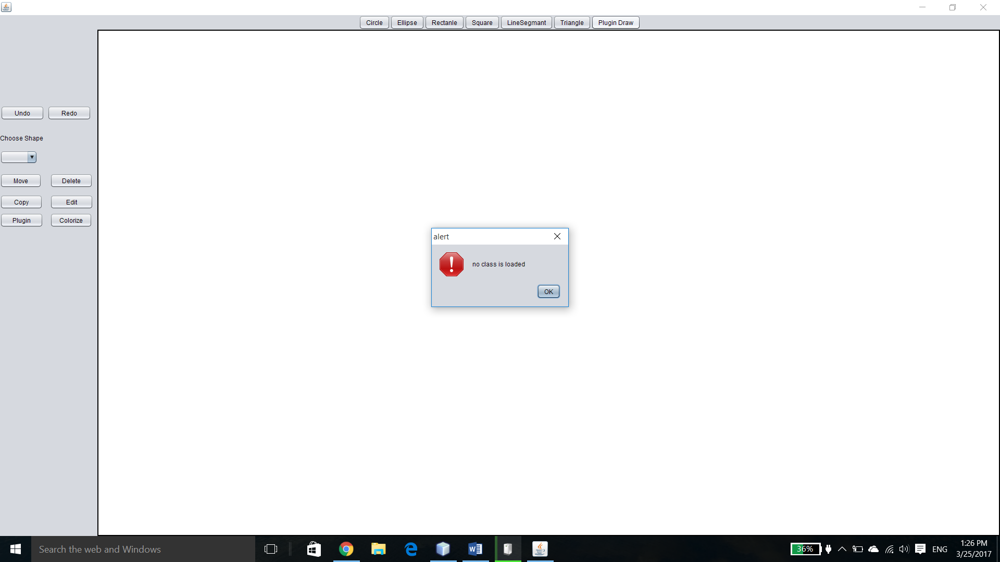 Circle Ellipse Rectanle Square LineSegmant Triangle Plugin Draw
Undo Redo
Choose Shape
Move Delete
Copy Edit
Plugin Colorize
alert
no class is loaded
OK
Search the web and Windows
36%
ENG
1:26 PM
3/25/2017